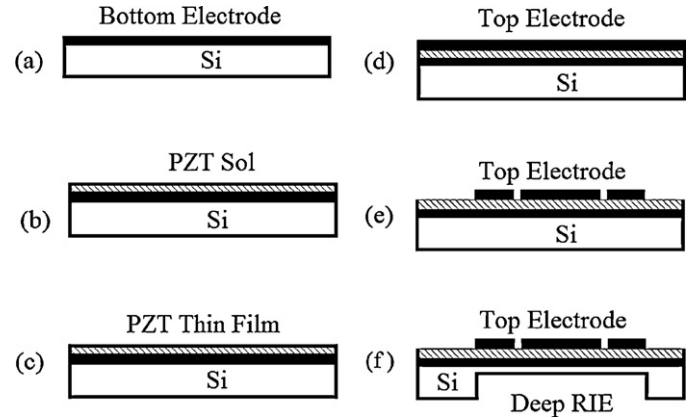 (a)
Bottom Electrode
Si
(b)
PZT Sol
Si
(c)
PZT Thin Film
Si
(d)
Top Electrode
Si
(e)
Top Electrode
Si
(f)
Top Electrode
Si
Deep RIE